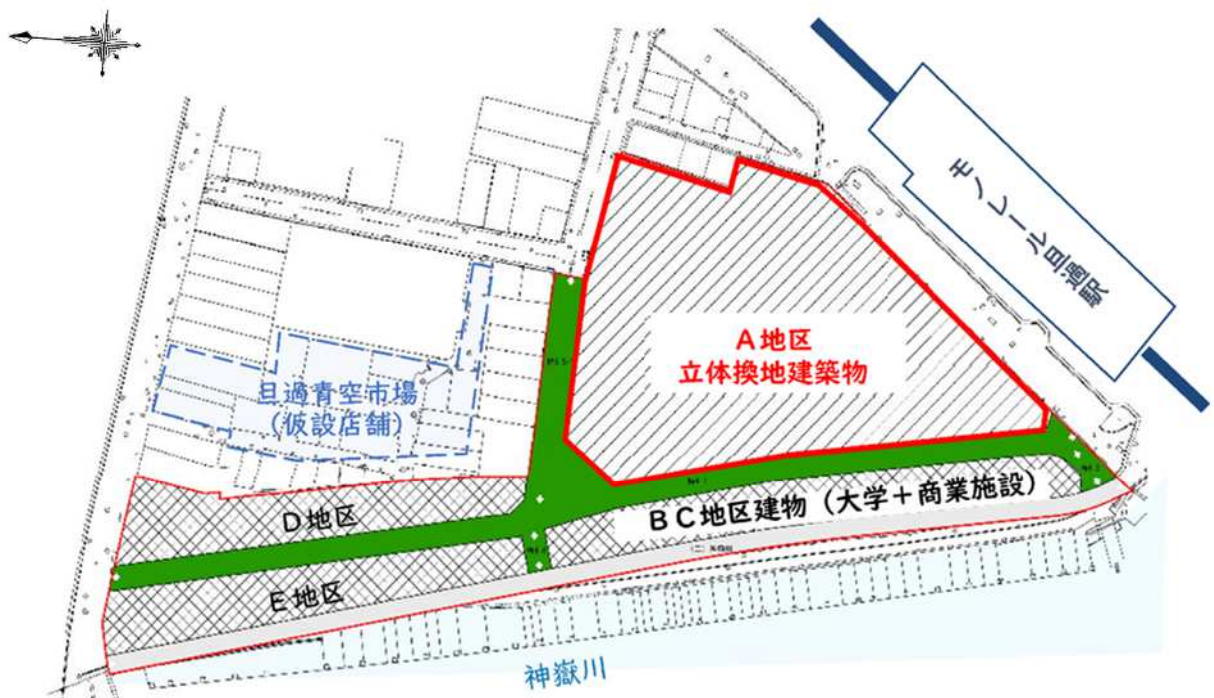 モノレール旦過駅
A地区
立体換地建築物
旦過青空市場
(仮設店舗)
D地区
BC地区建物(大学+商業施設)
E地区
神嶽川